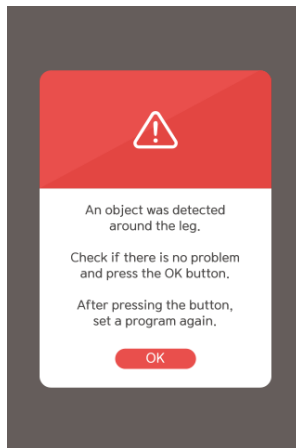 An object was detected
around the leg.
Check if there is no problem
and press the OK button.
After pressing the button,
set a program again.
OK